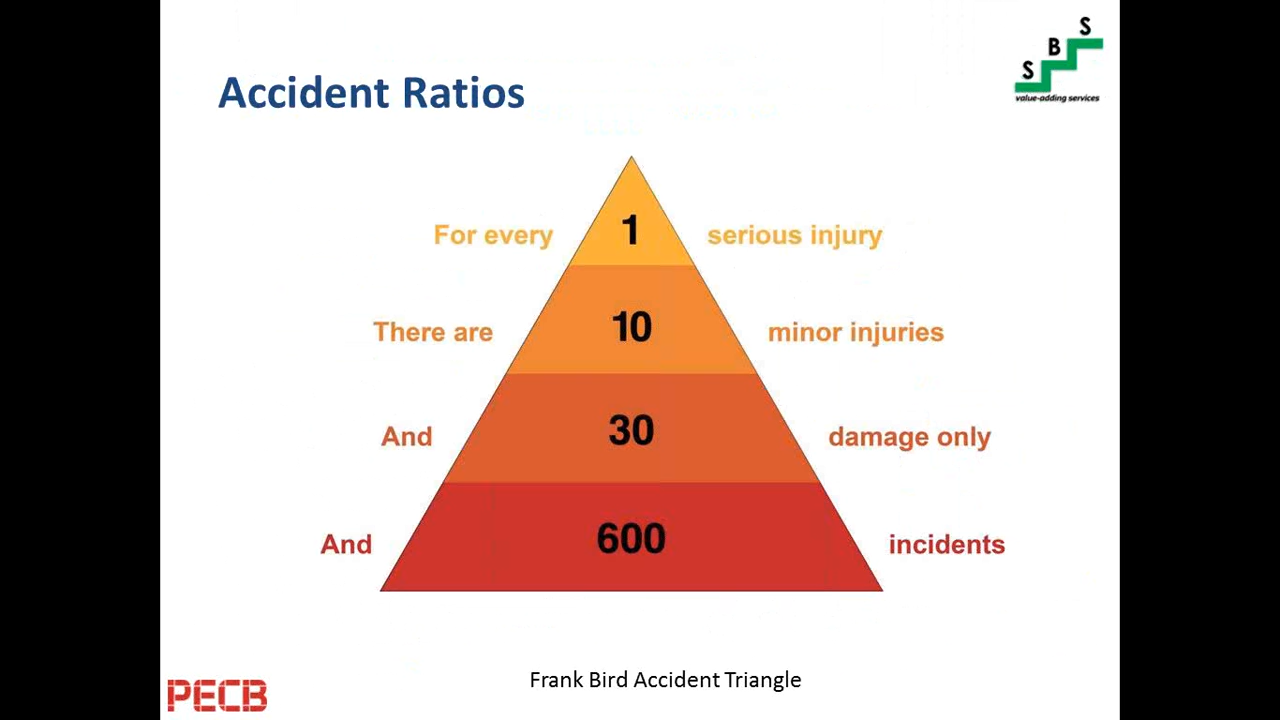 S
B
S
value-adding services
Accident Ratios
For every 1 serious injury
There are 10 minor injuries
And 30 damage only
And 600 incidents
Frank Bird Accident Triangle
PECB